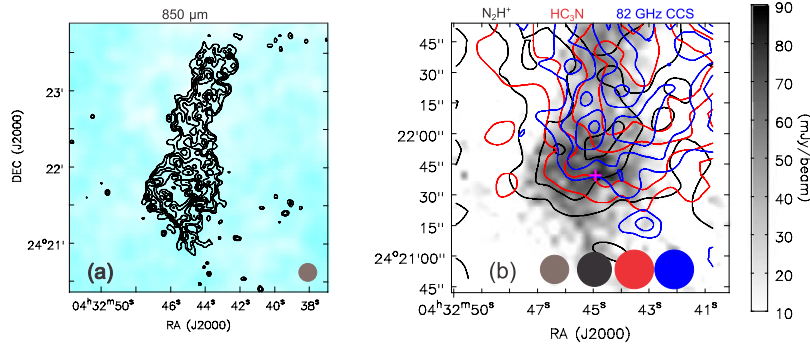 850 μm
DEC (J2000)
23'
22'
24°21'
(a)
04ʰ32ᵐ50ˢ 46ˢ 44ˢ 42ˢ 40ˢ 38ˢ
RA (J2000)
N₂H⁺ HC₃N 82 GHz CCS
45"
30"
15"
22'00"
45"
30"
15"
24°21'00"
45"
(b)
04ʰ32ᵐ50ˢ 47ˢ 45ˢ 43ˢ 41ˢ
RA (J2000)
90
80
70
60
50
40
30
20
10
(mJy/beam)